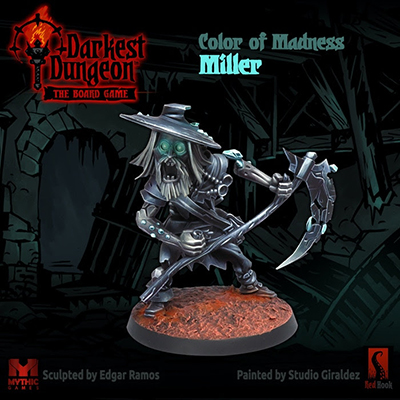 Darkest
Dungeon
THE BOARD GAME
Color of Madness
Miller
MYTHIC
GAMES
Sculpted by Edgar Ramos
Painted by Studio Giraldez
Red Book